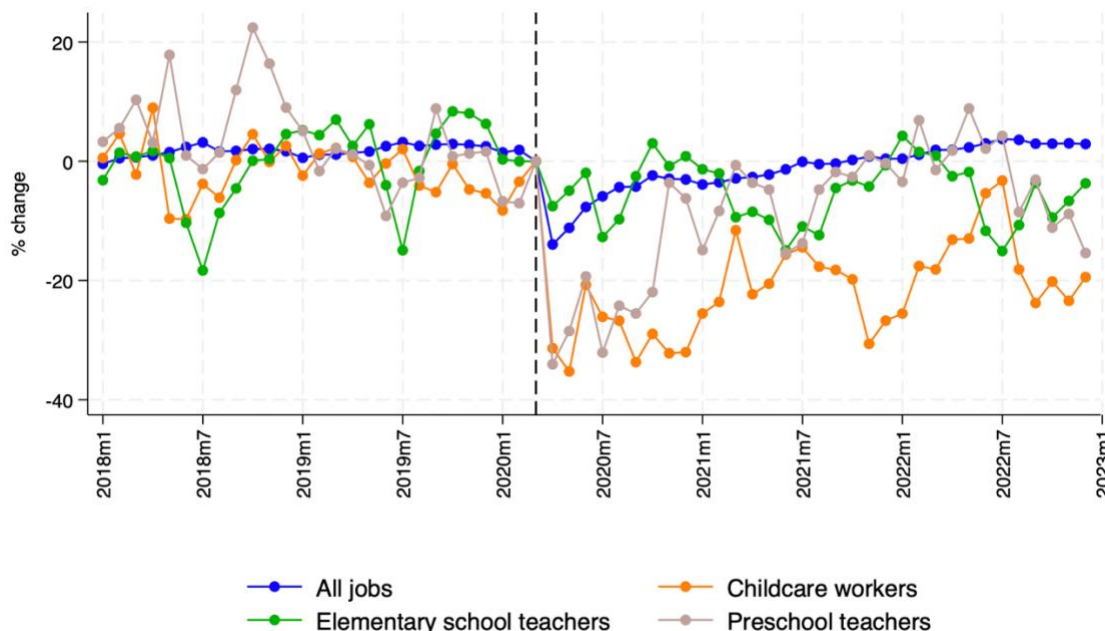 20
0
-20
-40
% change
2018m1
2018m7
2019m1
2019m7
2020m1
2020m7
2021m1
2021m7
2022m1
2022m7
2023m1
All jobs
Childcare workers
Elementary school teachers
Preschool teachers